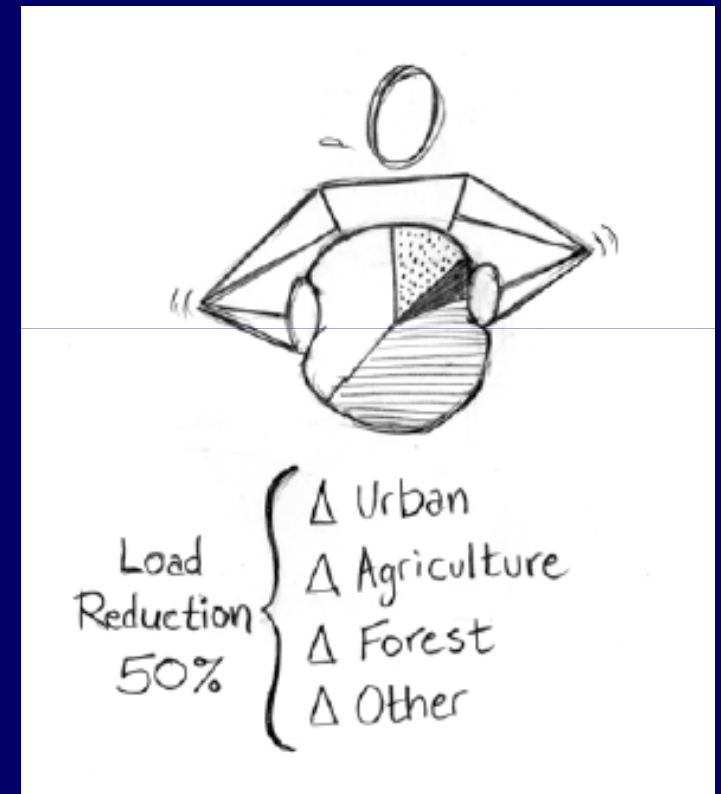 Load
Reduction
50%
Δ Urban
Δ Agriculture
Δ Forest
Δ Other